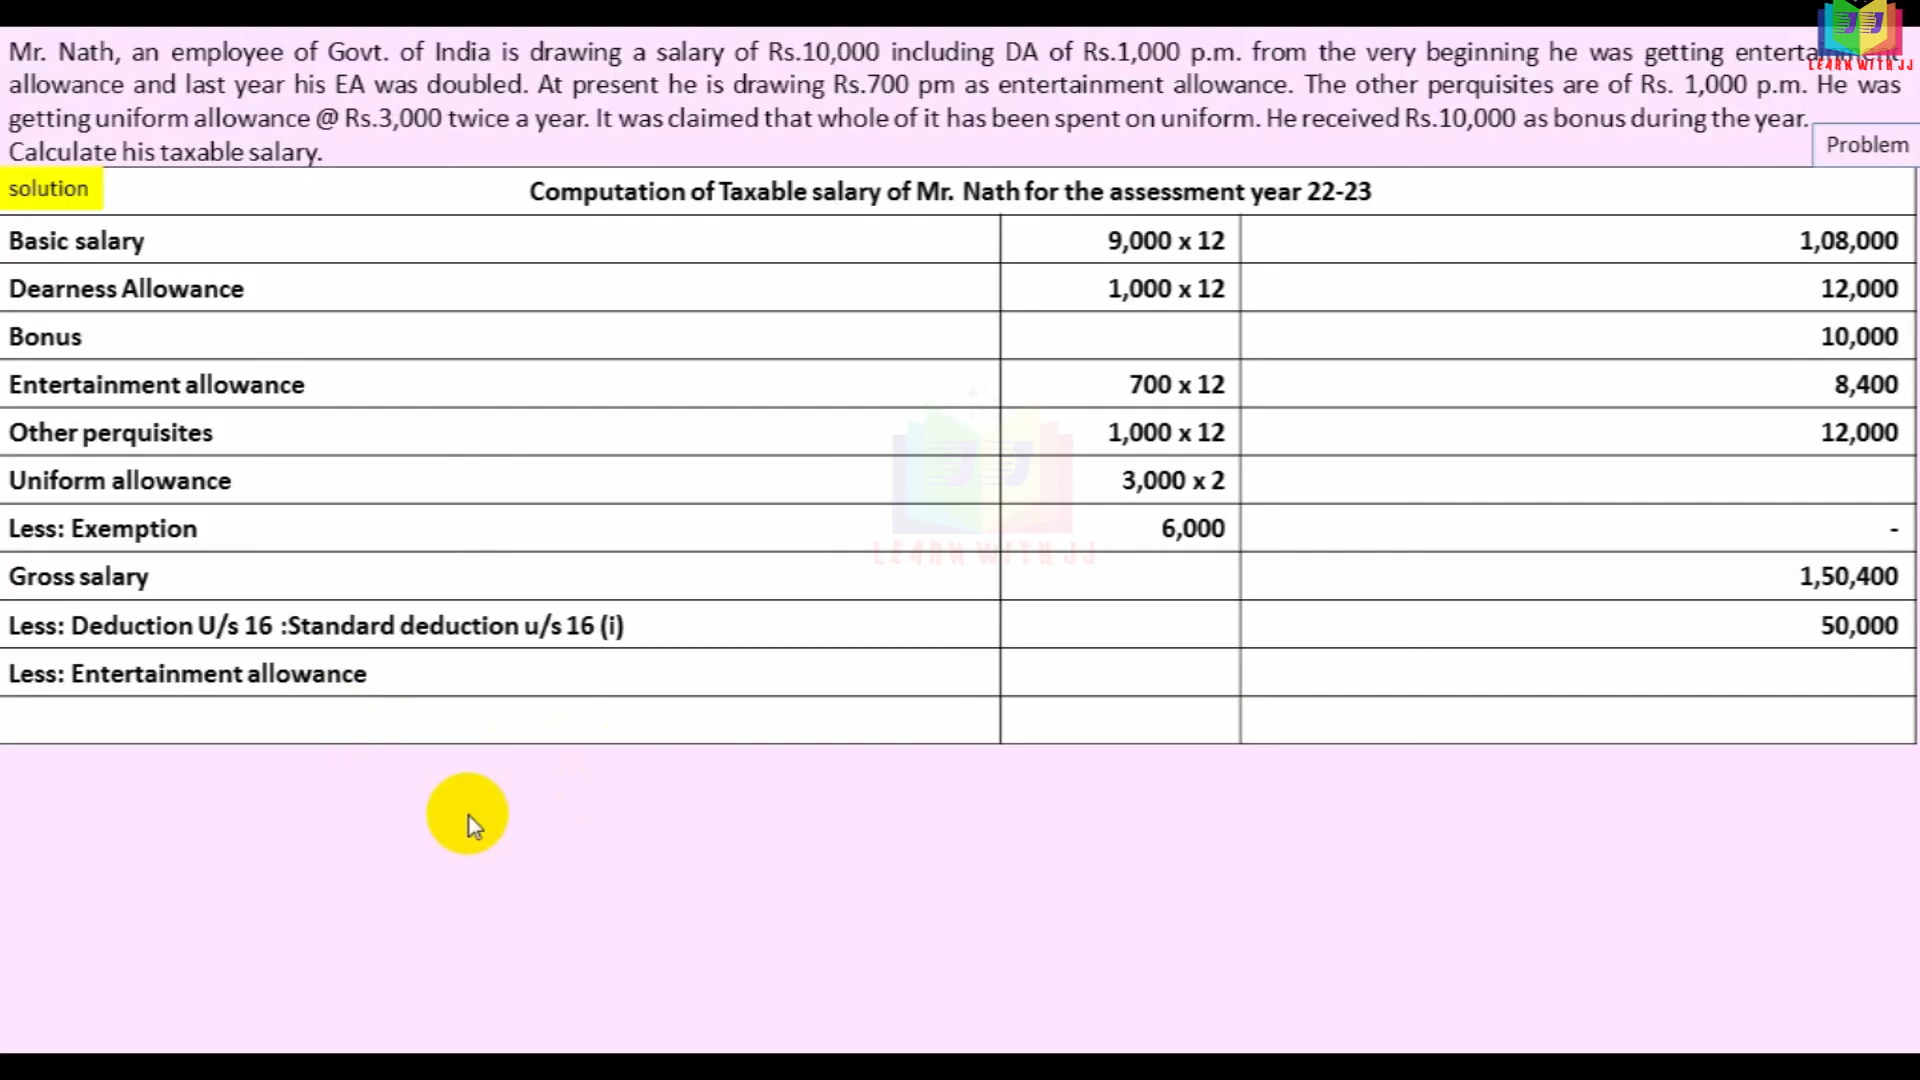 Mr. Nath, an employee of Govt. of India is drawing a salary of Rs.10,000 including DA of Rs.1,000 p.m. from the very beginning he was getting entertainment
LEARN WITH JJ
allowance and last year his EA was doubled. At present he is drawing Rs.700 pm as entertainment allowance. The other perquisites are of Rs. 1,000 p.m. He was
getting uniform allowance @ Rs.3,000 twice a year. It was claimed that whole of it has been spent on uniform. He received Rs.10,000 as bonus during the year.
Calculate his taxable salary.
Problem
solution
Computation of Taxable salary of Mr. Nath for the assessment year 22-23
Basic salary 9,000 x 12 1,08,000
Dearness Allowance 1,000 x 12 12,000
Bonus 10,000
Entertainment allowance 700 x 12 8,400
Other perquisites 1,000 x 12 12,000
Uniform allowance 3,000 x 2
Less: Exemption 6,000 -
LEARN WITH JJ
Gross salary 1,50,400
Less: Deduction U/s 16 :Standard deduction u/s 16 (i) 50,000
Less: Entertainment allowance